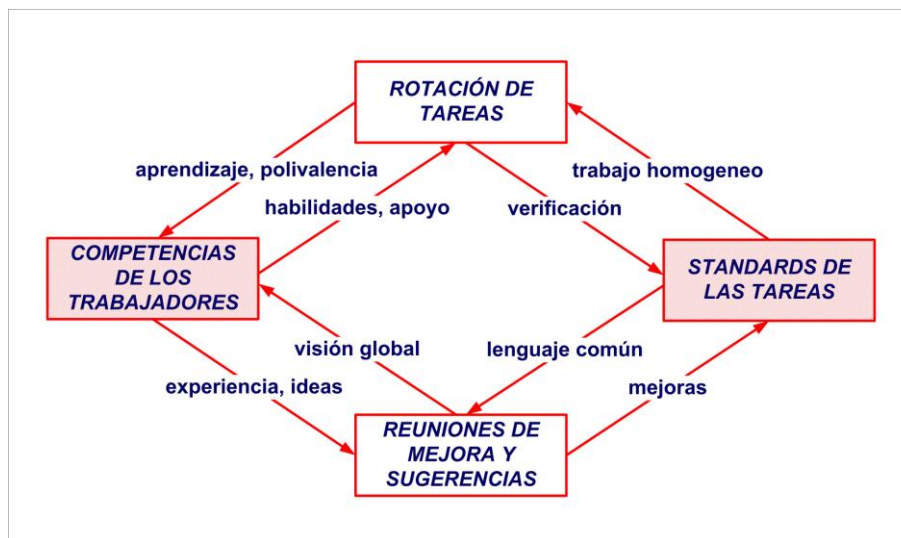 ROTACIÓN DE
TAREAS
aprendizaje, polivalencia
trabajo homogeneo
habilidades, apoyo
verificación
COMPETENCIAS
DE LOS
TRABAJADORES
STANDARDS DE
LAS TAREAS
visión global
lenguaje común
experiencia, ideas
mejoras
REUNIONES DE
MEJORA Y
SUGERENCIAS